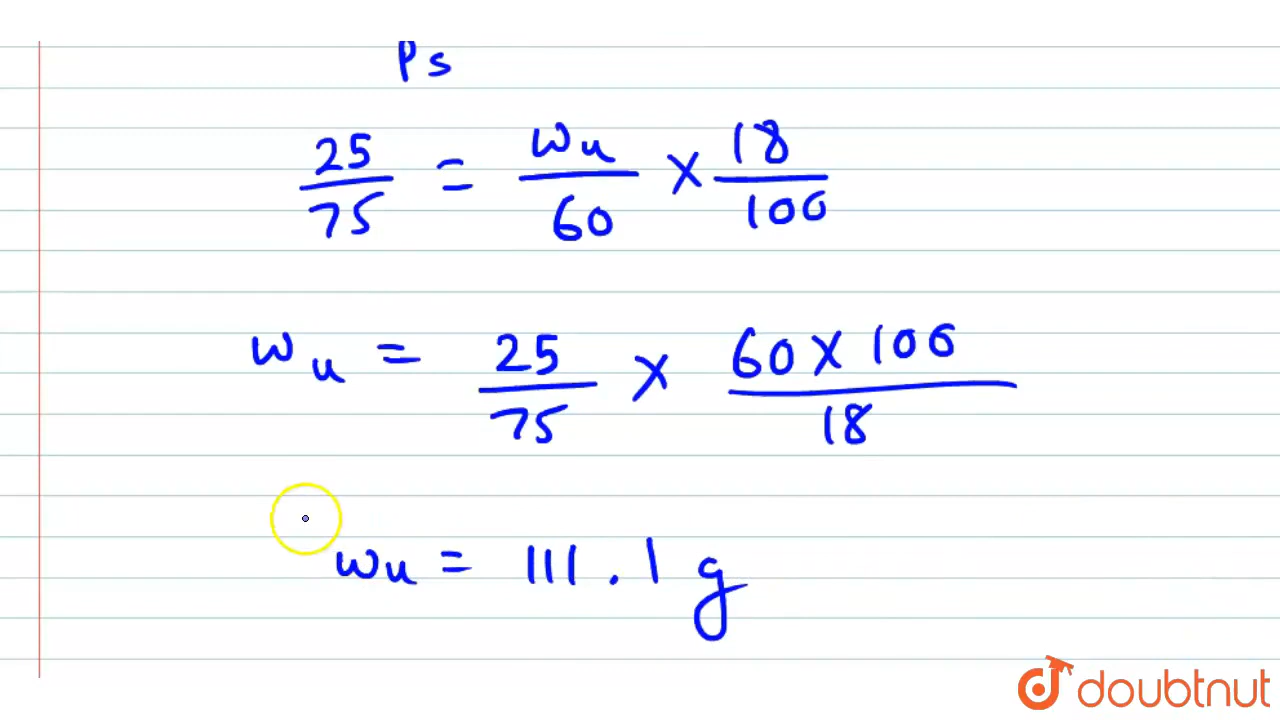 Ps
25/75 = wu/60 × 18/100
wu = 25/75 × 60×100/18
wu = 111.1 g
doubtnut